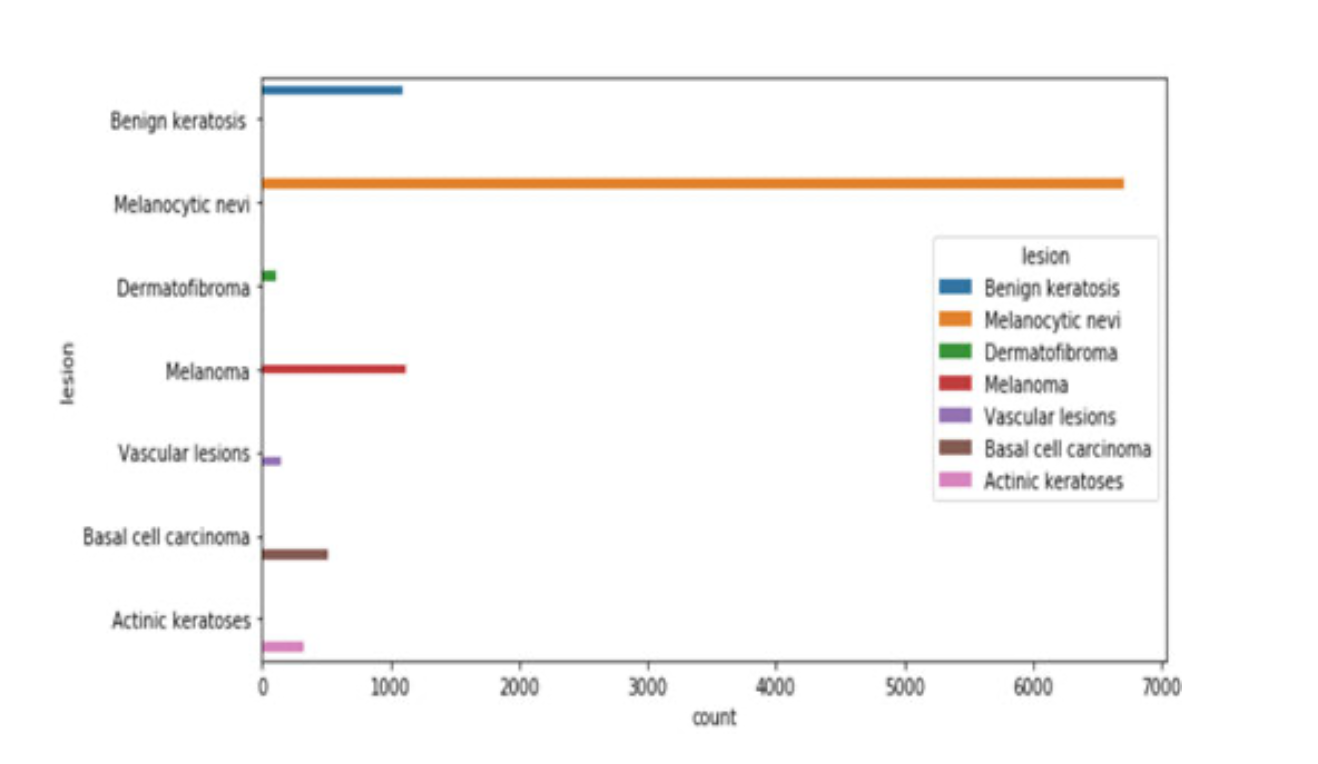 Benign keratosis
Melanocytic nevi
Dermatofibroma
Melanoma
Vascular lesions
Basal cell carcinoma
Actinic keratoses
lesion
lesion
Benign keratosis
Melanocytic nevi
Dermatofibroma
Melanoma
Vascular lesions
Basal cell carcinoma
Actinic keratoses
0 1000 2000 3000 4000 5000 6000 7000
count